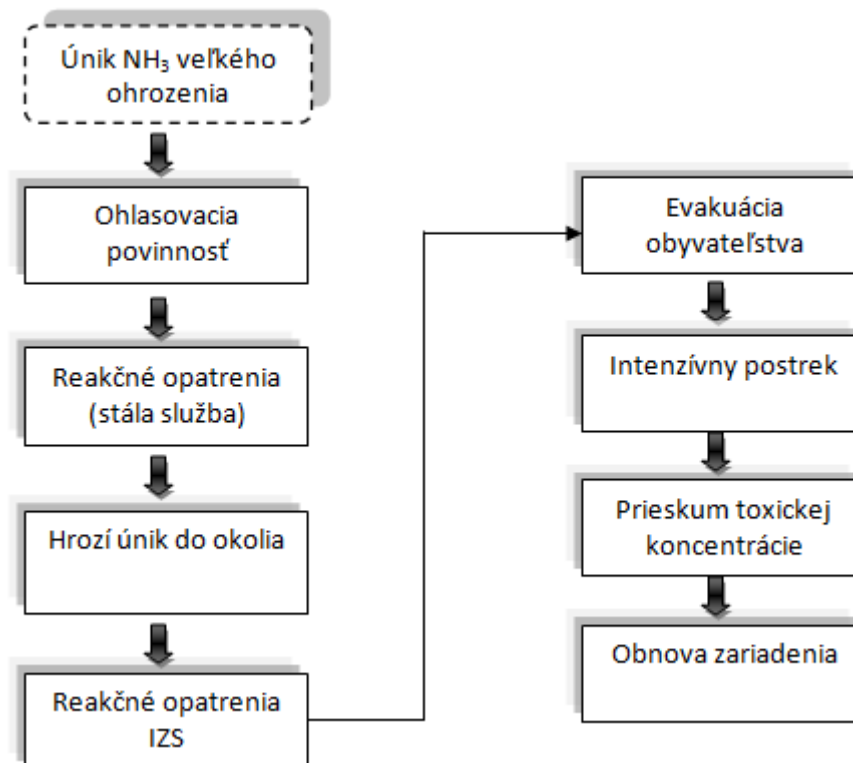 Únik NH₃ veľkého
ohrozenia
Ohlasovacia
povinnosť
Reakčné opatrenia
(stála služba)
Hrozí únik do okolia
Reakčné opatrenia
IZS
Evakuácia
obyvateľstva
Intenzívny postrek
Prieskum toxickej
koncentrácie
Obnova zariadenia